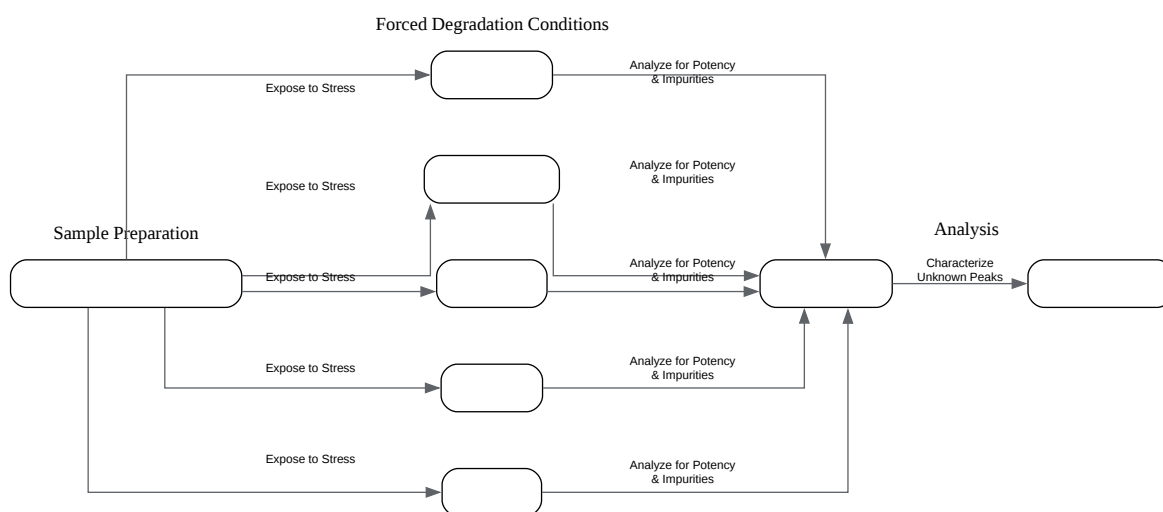 Forced Degradation Conditions
Analyze for Potency
& Impurities
Expose to Stress
Analyze for Potency
& Impurities
Expose to Stress
Sample Preparation
Analysis
Expose to Stress
Analyze for Potency
& Impurities
Characterize
Unknown Peaks
Expose to Stress
Analyze for Potency
& Impurities
Expose to Stress
Analyze for Potency
& Impurities